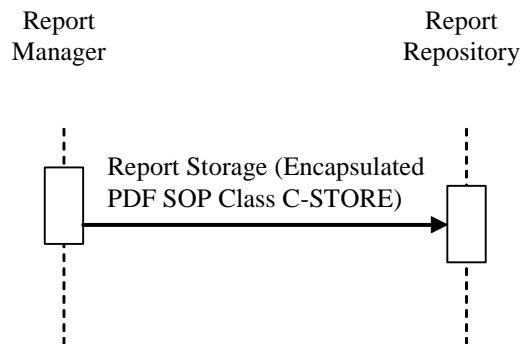 Report
Manager
Report
Repository
Report Storage (Encapsulated
PDF SOP Class C-STORE)